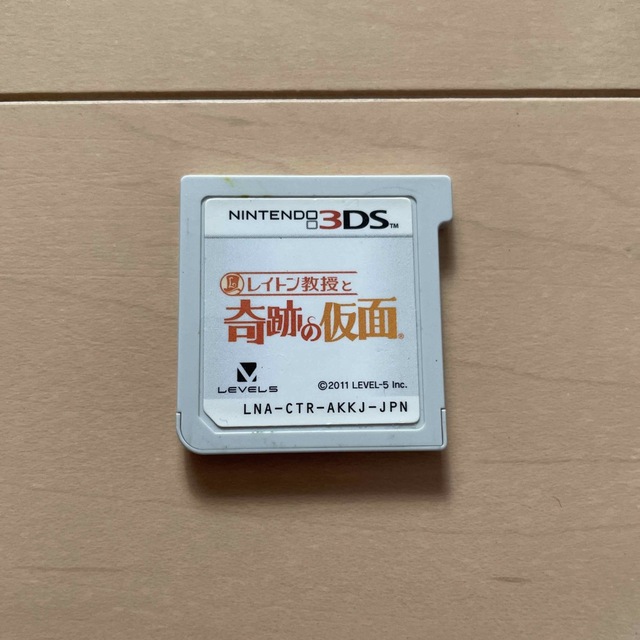 NINTENDO 3DS™
レイトン教授と
奇跡の仮面®
LEVEL5
©2011 LEVEL-5 Inc.
LNA-CTR-AKKJ-JPN